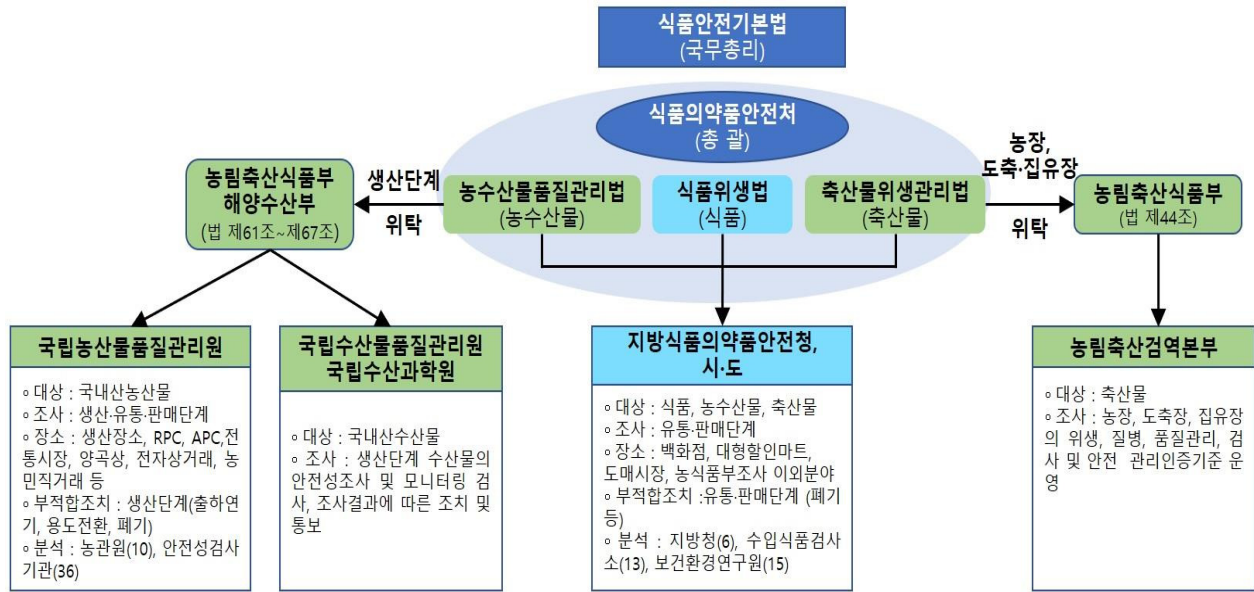 식품안전기본법
(국무총리)
식품의약품안전처
(총 괄)
농림축산식품부
해양수산부
(법 제61조~제67조)
생산단계
위탁
농수산물품질관리법
(농수산물)
식품위생법
(식품)
축산물위생관리법
(축산물)
농장,
도축·집유장
위탁
농림축산식품부
(법 제44조)
국립농산물품질관리원
∘ 대상 : 국내산농산물
∘ 조사 : 생산·유통·판매단계
∘ 장소 : 생산장소, RPC, APC,전
통시장, 양곡상, 전자상거래, 농
민직거래 등
∘ 부적합조치 : 생산단계(출하연
기, 용도전환, 폐기)
∘ 분석 : 농관원(10), 안전성검사
기관(36)
국립수산물품질관리원
국립수산과학원
∘ 대상 : 국내산수산물
∘ 조사 : 생산단계 수산물의
안전성조사 및 모니터링 검
사, 조사결과에 따른 조치 및
통보
지방식품의약품안전청,
시·도
∘ 대상 : 식품, 농수산물, 축산물
∘ 조사 : 유통·판매단계
∘ 장소 : 백화점, 대형할인마트,
도매시장, 농식품부조사 이외분야
∘ 부적합조치 :유통·판매단계 (폐기
등)
∘ 분석 : 지방청(6), 수입식품검사
소(13), 보건환경연구원(15)
농림축산검역본부
∘ 대상 : 축산물
∘ 조사 : 농장, 도축장, 집유장
의 위생, 질병, 품질관리, 검
사 및 안전 관리인증기준 운
영